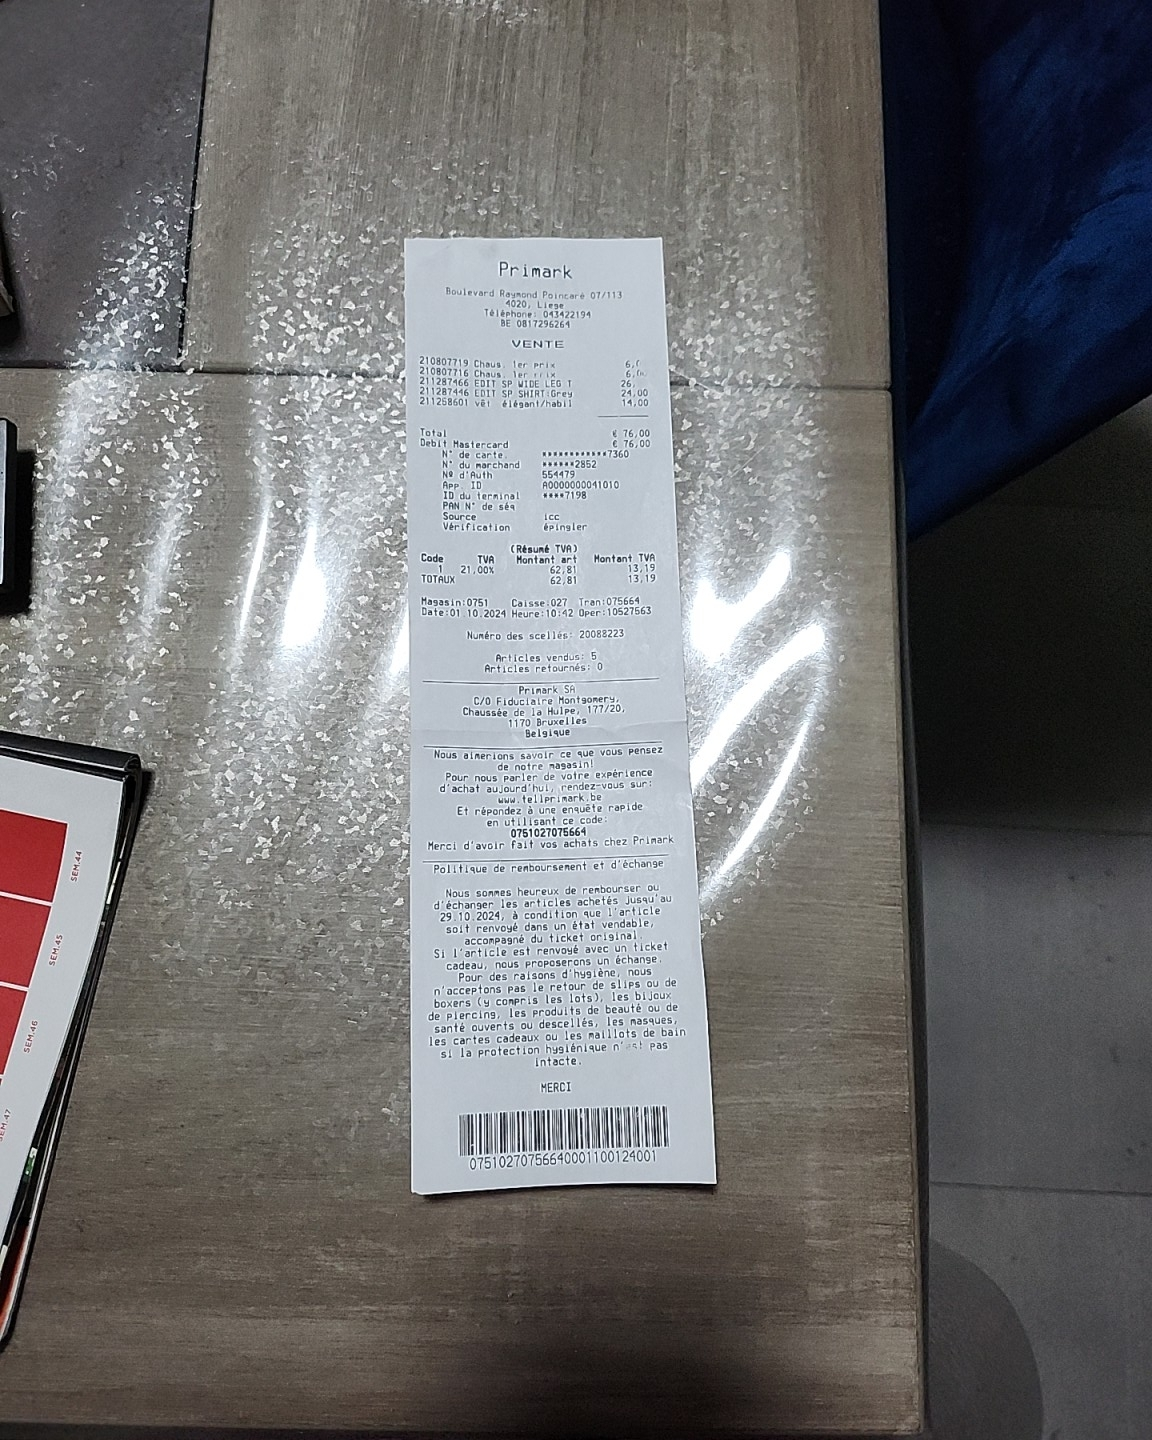 Primark
Boulevard Raymond Poincaré 07/113
4020, Liege
Téléphone: 043422194
BE 0817296264
VENTE
210807719 Chaus. 1er prix 6,
210807716 Chaus. 1er 6,
211287466 EDIT SP WIDE LEG T 26,
211287446 EDIT SP SHIRT:Grey 24,00
211258601 vêt élégant/habil 14,00
Total € 76,00
Debit Mastercard € 76,00
N° de carte. ************7360
N° du marchand ******2852
Nº d'Auth 554479
App ID A0000000041010
ID du terminal ****7198
PAN N° de séq
Source icc
Vérification épingler
(Résumé TVA)
Code TVA Montant art Montant TVA
1 21,00% 62,81 13,19
TOTAUX 62,81 13,19
Magasin:0751 Caisse:027 Tran:075664
Date:01.10.2024 Heure:10:42 Oper:10527563
Numéro des scellés: 20088223
Articles vendus: 5
Articles retournés: 0
Primark SA
C/O Fiduciaire Montgomery,
Chaussée de la Hulpe, 177/20,
1170 Bruxelles
Belgique
Nous aimerions savoir ce que vous pensez
de notre magasin!
Pour nous parler de votre expérience
d'achat aujourd'hui, rendez-vous sur:
www.tellprimark.be
Et répondez à une enquête rapide
en utilisant ce code:
0751027075664
Merci d'avoir fait vos achats chez Primark
Politique de remboursement et d'échange
Nous sommes heureux de rembourser ou
d'échanger les articles achetés jusqu'au
29.10.2024, à condition que l'article
soit renvoyé dans un état vendable,
accompagné du ticket original.
Si l'article est renvoyé avec un ticket
cadeau, nous proposerons un échange.
Pour des raisons d'hygiène, nous
n'acceptons pas le retour de slips ou de
boxers (y compris les lots), les bijoux
de piercing, les produits de beauté ou de
santé ouverts ou descellés, les masques,
les cartes cadeaux ou les maillots de bain
si la protection hygiénique n'est pas
intacte.
MERCI
07510270756640001100124001
SEM.44
SEM.45
SEM.46
SEM.47